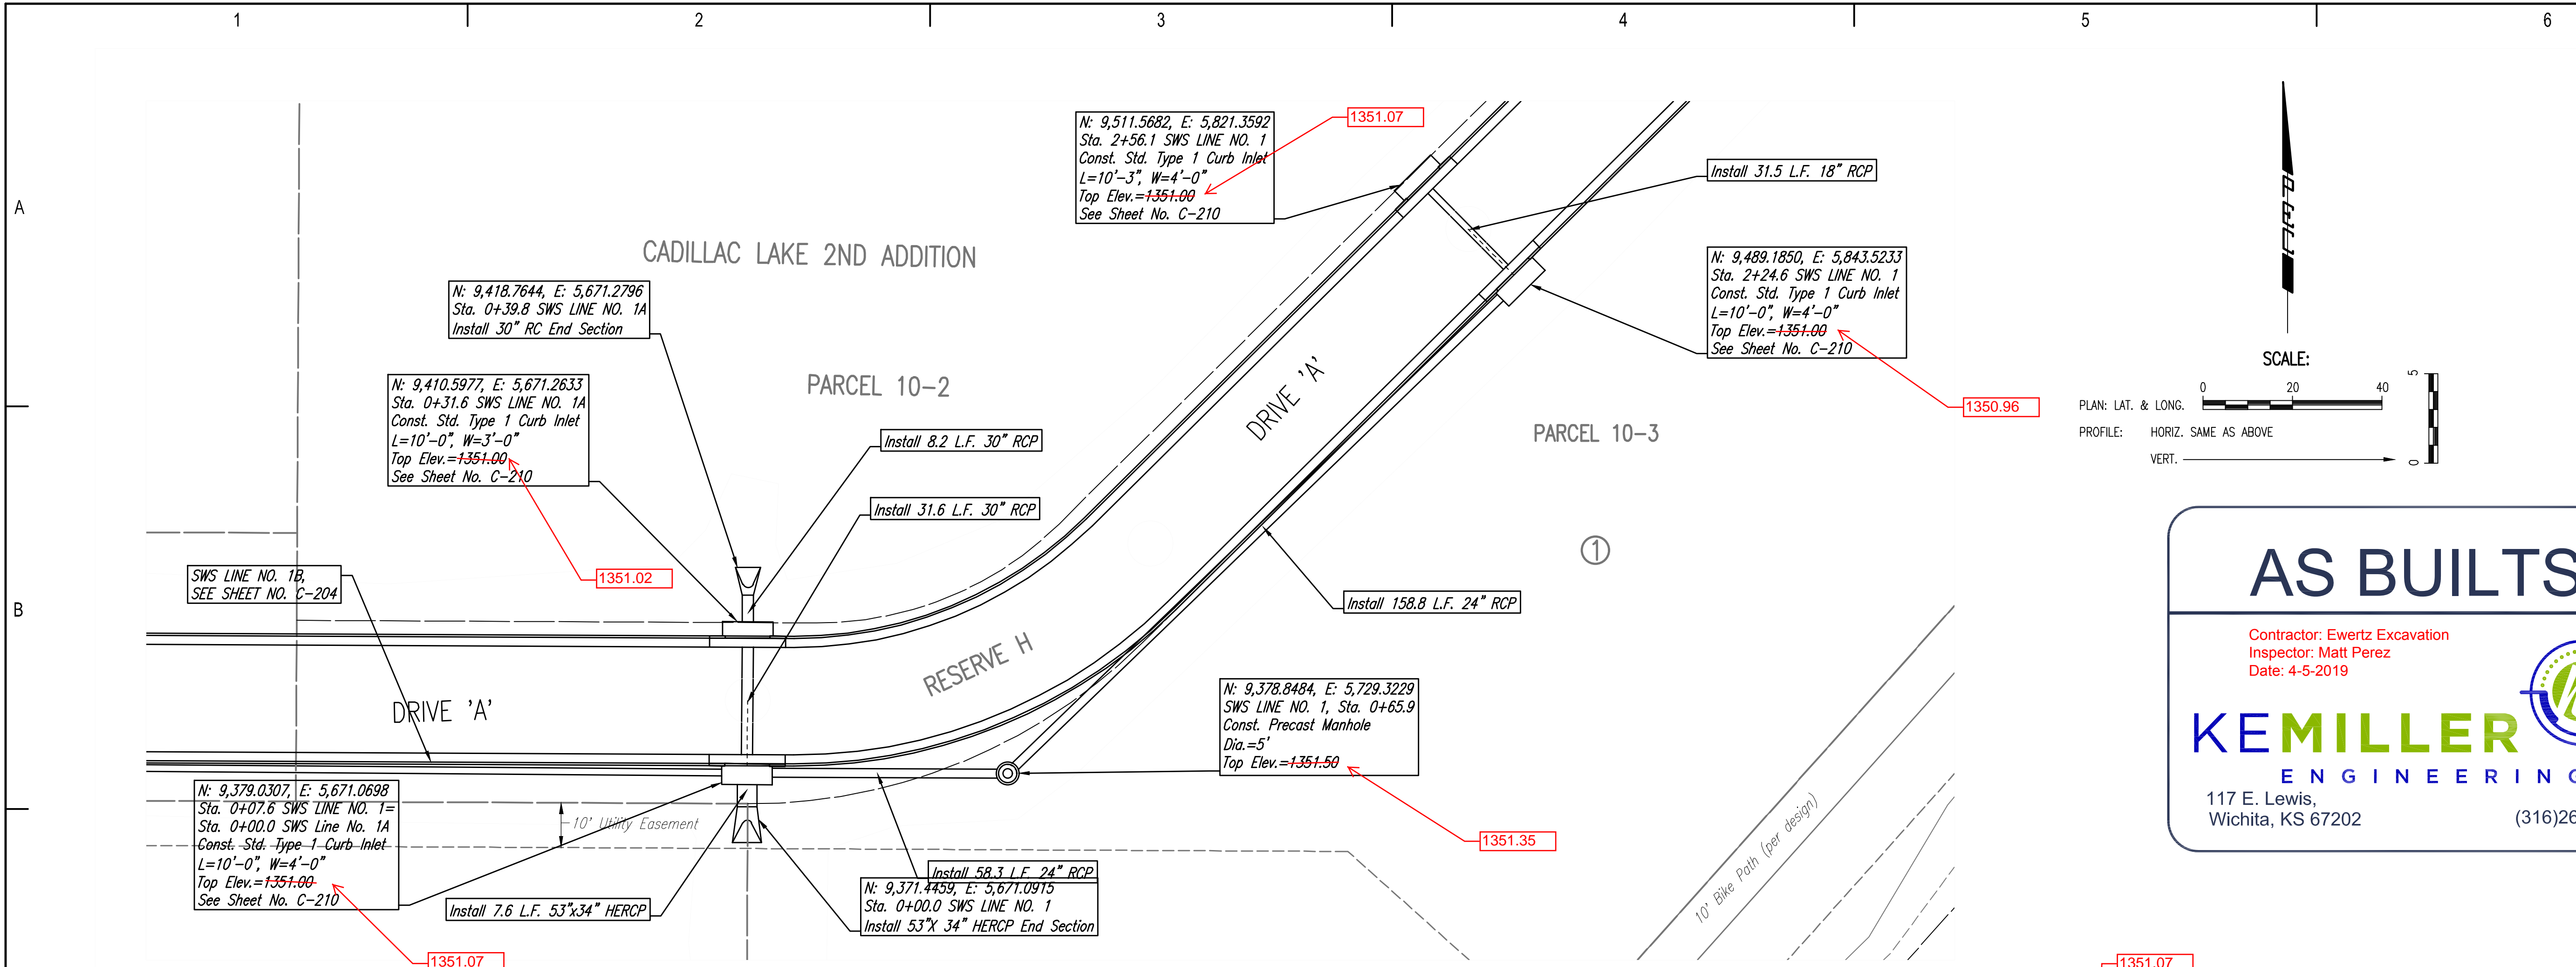 1
2
3
4
5
6
A
B
N: 9,511.5682, E: 5,821.3592
Sta. 2+56.1 SWS LINE NO. 1
Const. Std. Type 1 Curb Inlet
L=10'-3", W=4'-0"
Top Elev.=1351.00
See Sheet No. C-210
1351.07
Install 31.5 L.F. 18" RCP
CADILLAC LAKE 2ND ADDITION
N: 9,418.7644, E: 5,671.2796
Sta. 0+39.8 SWS LINE NO. 1A
Install 30" RC End Section
N: 9,489.1850, E: 5,843.5233
Sta. 2+24.6 SWS LINE NO. 1
Const. Std. Type 1 Curb Inlet
L=10'-0", W=4'-0"
Top Elev.=1351.00
See Sheet No. C-210
1350.96
SCALE:
0 20 40
PLAN: LAT. & LONG.
PROFILE: HORIZ. SAME AS ABOVE
VERT.
5
0
N: 9,410.5977, E: 5,671.2633
Sta. 0+31.6 SWS LINE NO. 1A
Const. Std. Type 1 Curb Inlet
L=10'-0", W=3'-0"
Top Elev.=1351.00
See Sheet No. C-210
1351.02
PARCEL 10-2
DRIVE 'A'
PARCEL 10-3
1
Install 8.2 L.F. 30" RCP
Install 31.6 L.F. 30" RCP
Install 158.8 L.F. 24" RCP
SWS LINE NO. 1B,
SEE SHEET NO. C-204
RESERVE H
DRIVE 'A'
N: 9,378.8484, E: 5,729.3229
SWS LINE NO. 1, Sta. 0+65.9
Const. Precast Manhole
Dia.=5'
Top Elev.=1351.50
1351.35
N: 9,379.0307, E: 5,671.0698
Sta. 0+07.6 SWS LINE NO. 1=
Sta. 0+00.0 SWS Line No. 1A
Const. Std. Type 1 Curb Inlet
L=10'-0", W=4'-0"
Top Elev.=1351.00
See Sheet No. C-210
1351.07
10' Utility Easement
Install 7.6 L.F. 53"x34" HERCP
Install 58.3 L.F. 24" RCP
N: 9,371.4459, E: 5,671.0915
Sta. 0+00.0 SWS LINE NO. 1
Install 53"X 34" HERCP End Section
10' Bike Path (per design)
AS BUILTS
Contractor: Ewertz Excavation
Inspector: Matt Perez
Date: 4-5-2019
KEMILLER
ENGINEERING
117 E. Lewis,
Wichita, KS 67202
(316)26
1351.07